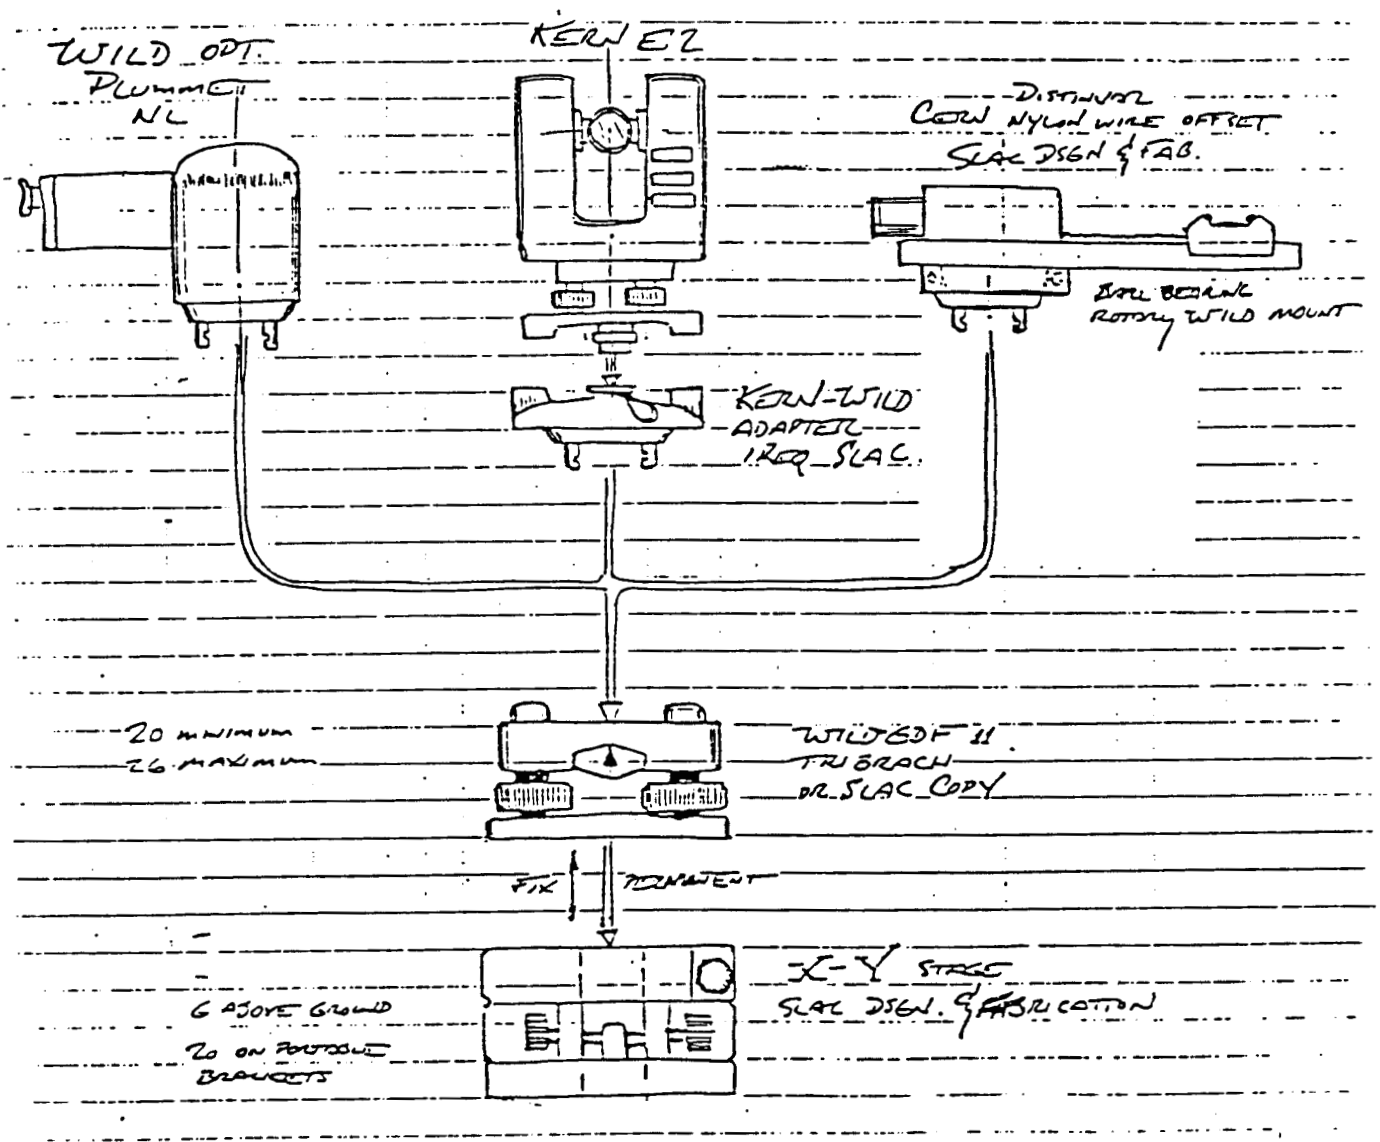 WILD OPT.
PLUMMET
NL
KERN E2
DISTINVAR
CERN NYLON WIRE OFFSET
SLAC DSGN & FAB.
BALL BEARING
ROTARY WILD MOUNT
KERN-WILD
ADAPTER
1 REQ SLAC.
20 MINIMUM
26 MAXIMUM
WILD GDF 11
TRIBRACH
OR SLAC COPY
FIX PERMANENT
X-Y STAGE
SLAC DSGN. & FABRICATION
6 ABOVE GROUND
20 ON PORTABLE
BRACKETS